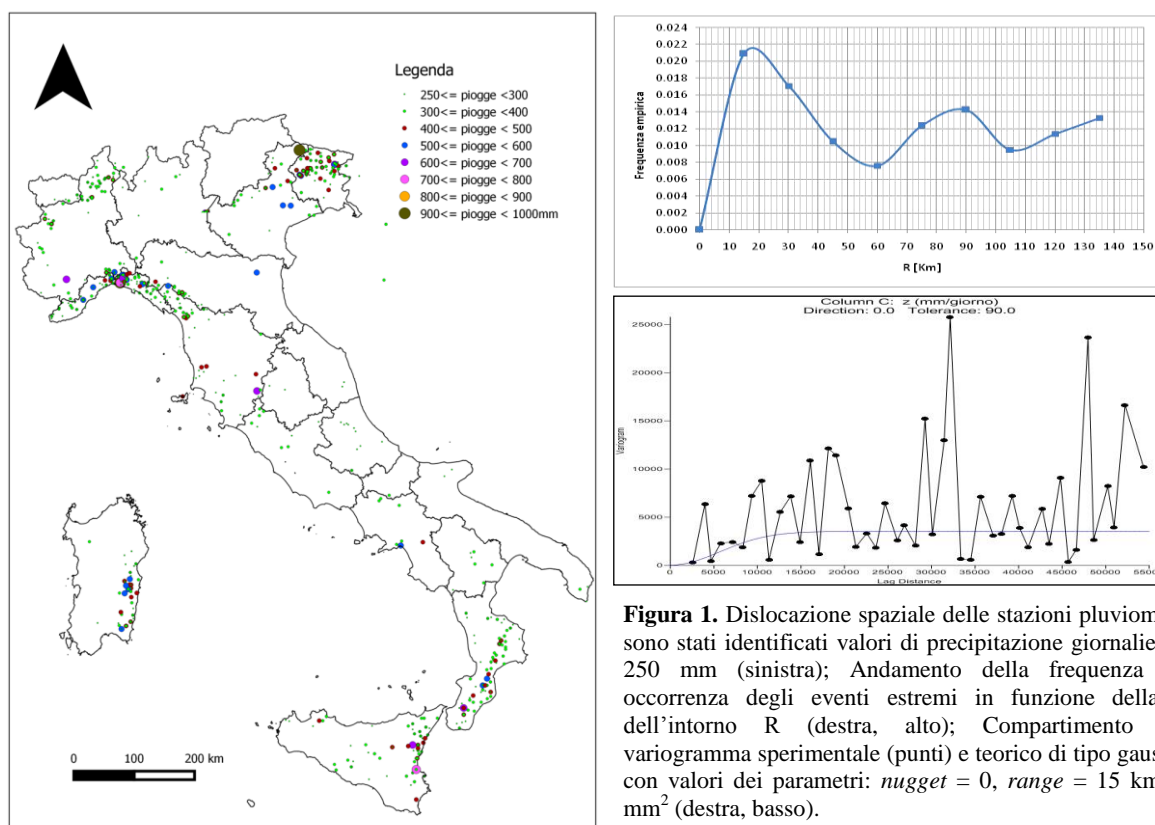 Legenda
250<= piogge <300
300<= piogge <400
400<= piogge < 500
500<= piogge < 600
600<= piogge < 700
700<= piogge < 800
800<= piogge < 900
900<= piogge < 1000mm
0 100 200 km
0.024
0.022
0.020
0.018
0.016
0.014
0.012
0.010
0.008
0.006
0.004
0.002
0.000
Frequenza empirica
0 10 20 30 40 50 60 70 80 90 100 110 120 130 140 150
R [Km]
Column C: z (mm/giorno)
Direction: 0.0 Tolerance: 90.0
25000
20000
15000
10000
5000
0
Variogram
0 5000 10000 15000 20000 25000 30000 35000 40000 45000 50000 550
Lag Distance
Figura 1. Dislocazione spaziale delle stazioni pluviom
sono stati identificati valori di precipitazione giornalie
250 mm (sinistra); Andamento della frequenza
occorrenza degli eventi estremi in funzione della
dell’intorno R (destra, alto); Compartimento
variogramma sperimentale (punti) e teorico di tipo gaus
con valori dei parametri: nugget = 0, range = 15 km
mm² (destra, basso).